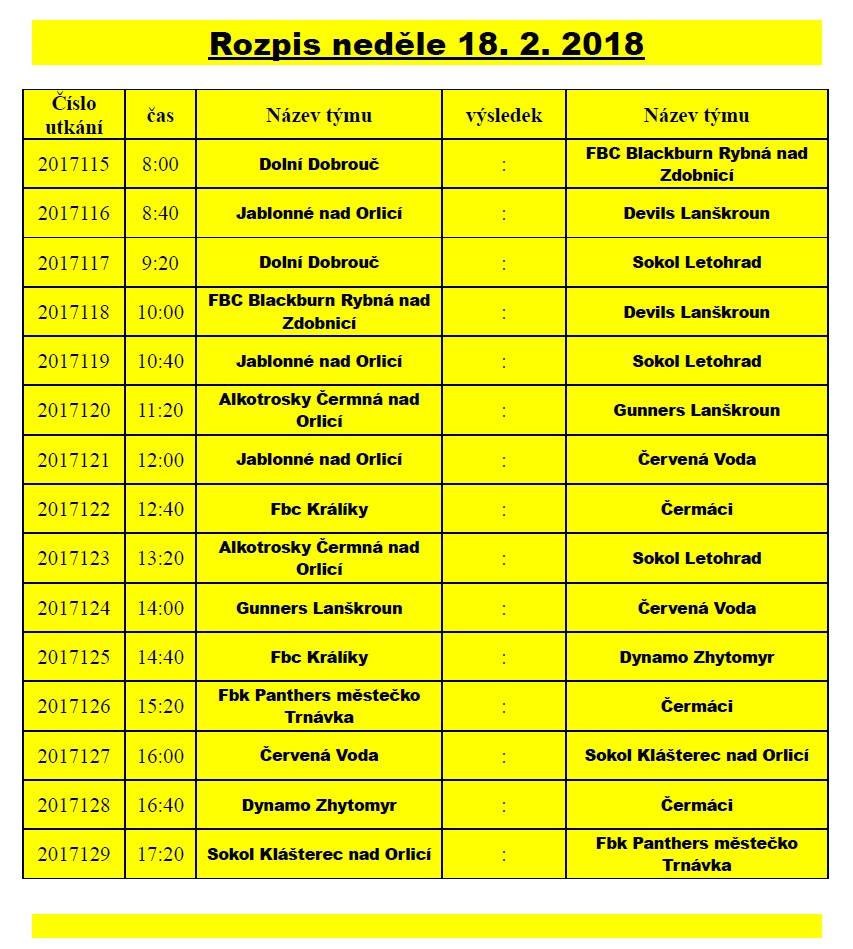 Rozpis neděle 18. 2. 2018
Číslo utkání čas Název týmu výsledek Název týmu
2017115 8:00 Dolní Dobrouč : FBC Blackburn Rybná nad Zdobnicí
2017116 8:40 Jablonné nad Orlicí : Devils Lanškroun
2017117 9:20 Dolní Dobrouč : Sokol Letohrad
2017118 10:00 FBC Blackburn Rybná nad Zdobnicí : Devils Lanškroun
2017119 10:40 Jablonné nad Orlicí : Sokol Letohrad
2017120 11:20 Alkotrosky Čermná nad Orlicí : Gunners Lanškroun
2017121 12:00 Jablonné nad Orlicí : Červená Voda
2017122 12:40 Fbc Králíky : Čermáci
2017123 13:20 Alkotrosky Čermná nad Orlicí : Sokol Letohrad
2017124 14:00 Gunners Lanškroun : Červená Voda
2017125 14:40 Fbc Králíky : Dynamo Zhytomyr
2017126 15:20 Fbk Panthers městečko Trnávka : Čermáci
2017127 16:00 Červená Voda : Sokol Klášterec nad Orlicí
2017128 16:40 Dynamo Zhytomyr : Čermáci
2017129 17:20 Sokol Klášterec nad Orlicí : Fbk Panthers městečko Trnávka